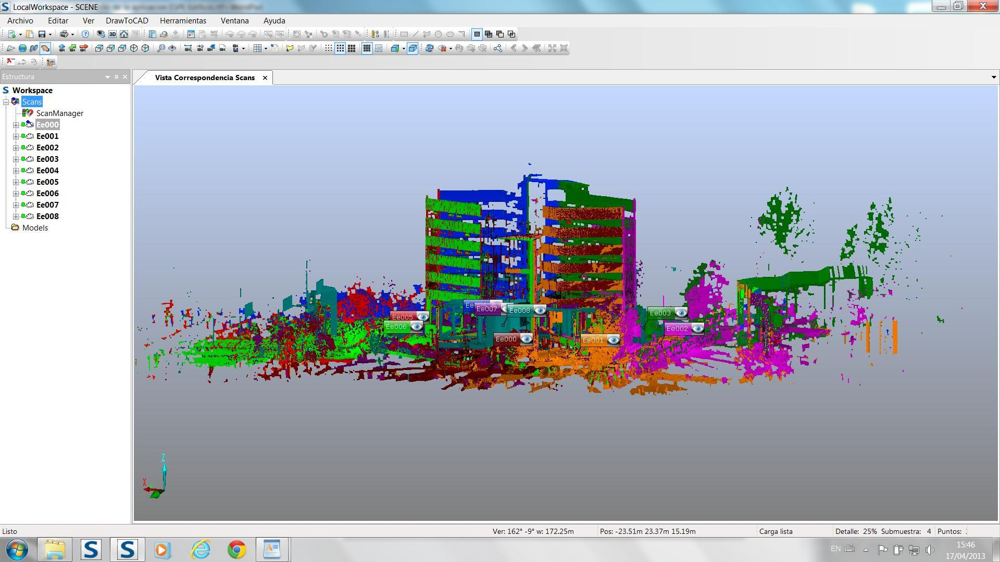 LocalWorkspace - SCENE
Archivo Editar Ver DrawToCAD Herramientas Ventana Ayuda
3D
Estructura
Vista Correspondencia Scans
S Workspace
Scans
ScanManager
Ee000
Ee001
Ee002
Ee003
Ee004
Ee005
Ee006
Ee007
Ee008
Models
Ee Ee007 Ee008
Ee005
Ee003
Ee006
Ee002
Ee000
Ee001
Z
X
Listo
Ver: 162° -9° w: 172.25m
Pos: -23.51m 23.37m 15.19m
Carga lista
Detalle: 25% Submuestra: 4
Puntos:
EN
15:46
17/04/2013